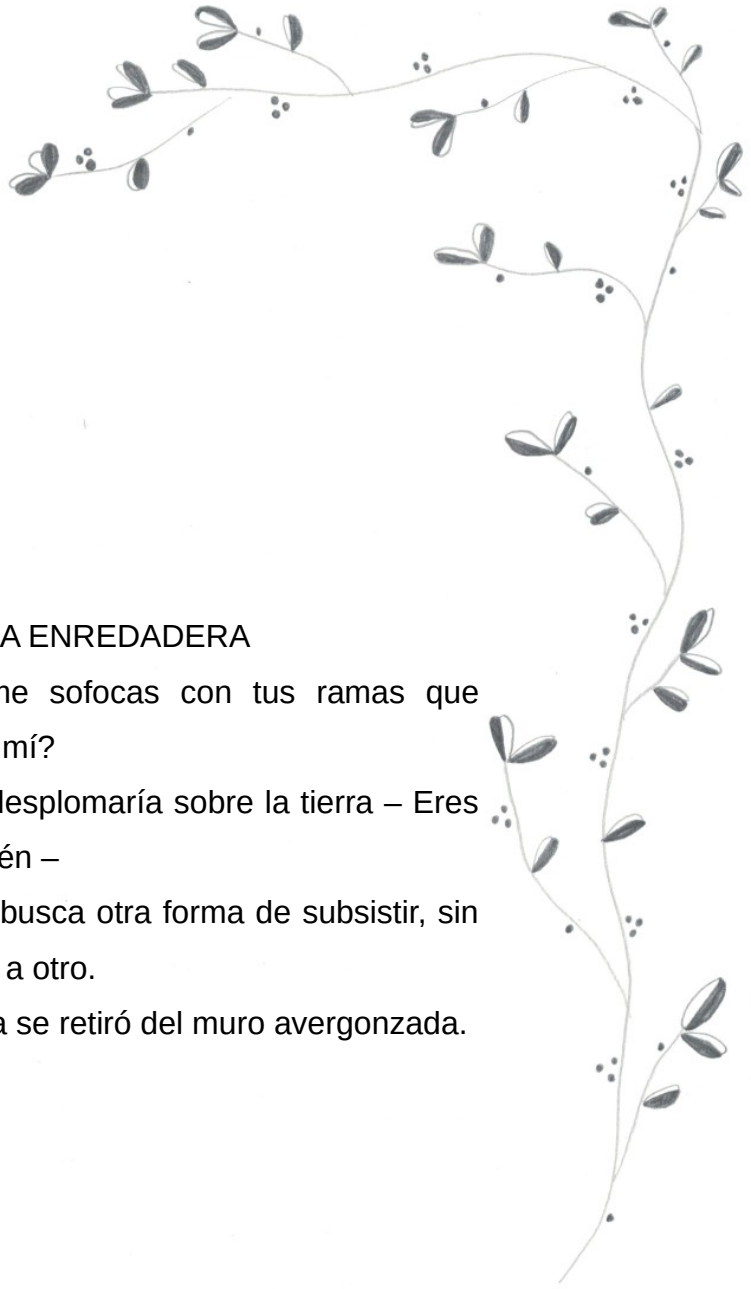 A ENREDADERA
me sofocas con tus ramas que
mí?
desplomaría sobre la tierra – Eres
én –
busca otra forma de subsistir, sin
a otro.
a se retiró del muro avergonzada.